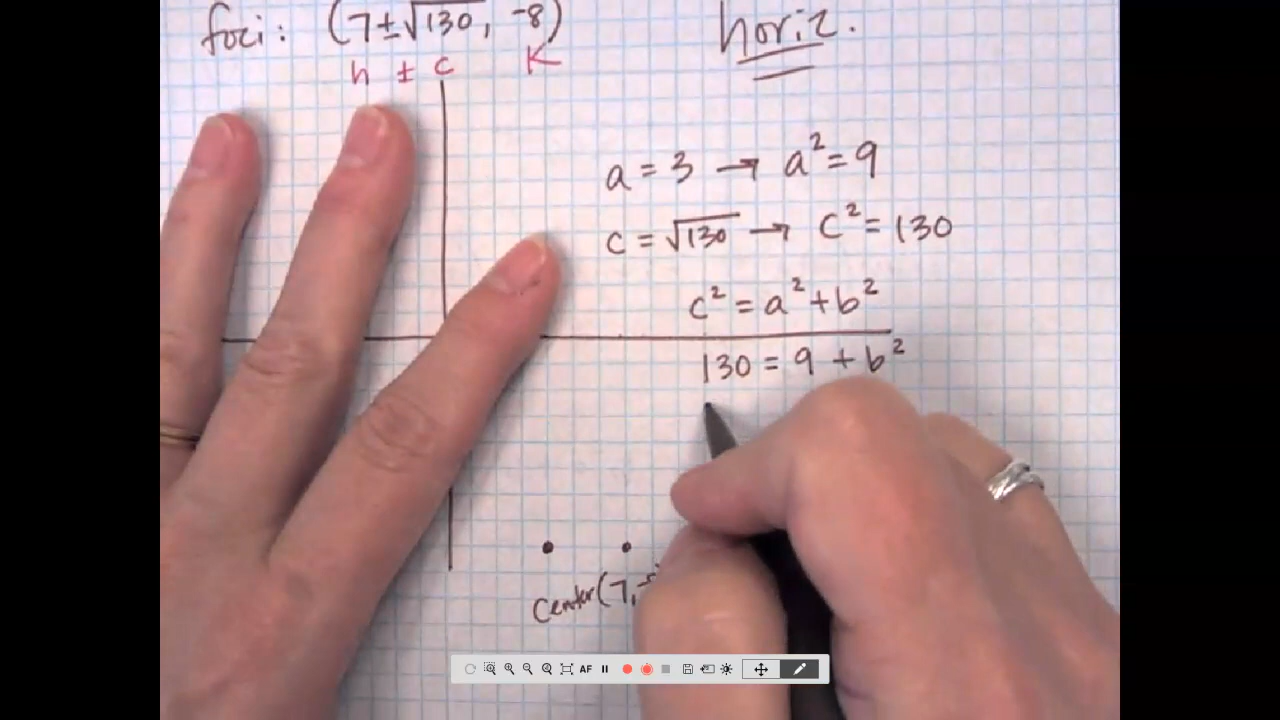 foci: (7±√130, -8) horiz.
h ± c K
a = 3 → a² = 9
c = √130 → c² = 130
c² = a² + b²
130 = 9 + b²
Center (7,
AF